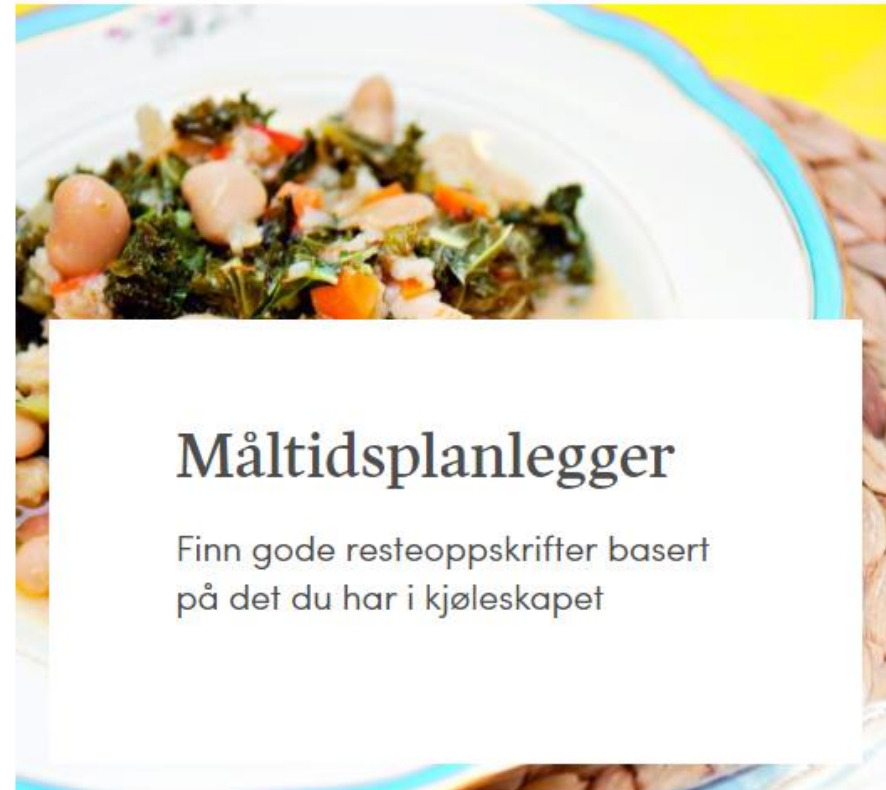 Måltidsplanlegger
Finn gode resteoppskrifter basert
på det du har i kjøleskapet